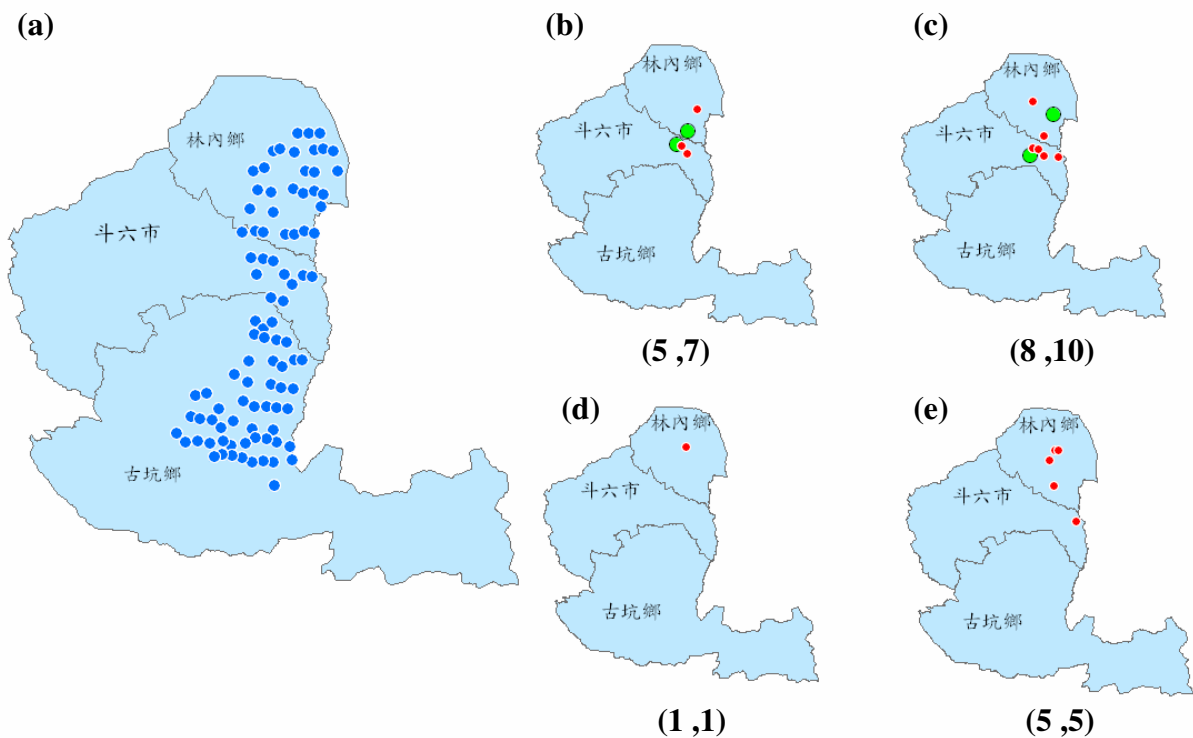 (a)
林內鄉
斗六市
古坑鄉
(b)
林內鄉
斗六市
古坑鄉
(5 ,7)
(c)
林內鄉
斗六市
古坑鄉
(8 ,10)
(d)
林內鄉
斗六市
古坑鄉
(1 ,1)
(e)
林內鄉
斗六市
古坑鄉
(5 ,5)